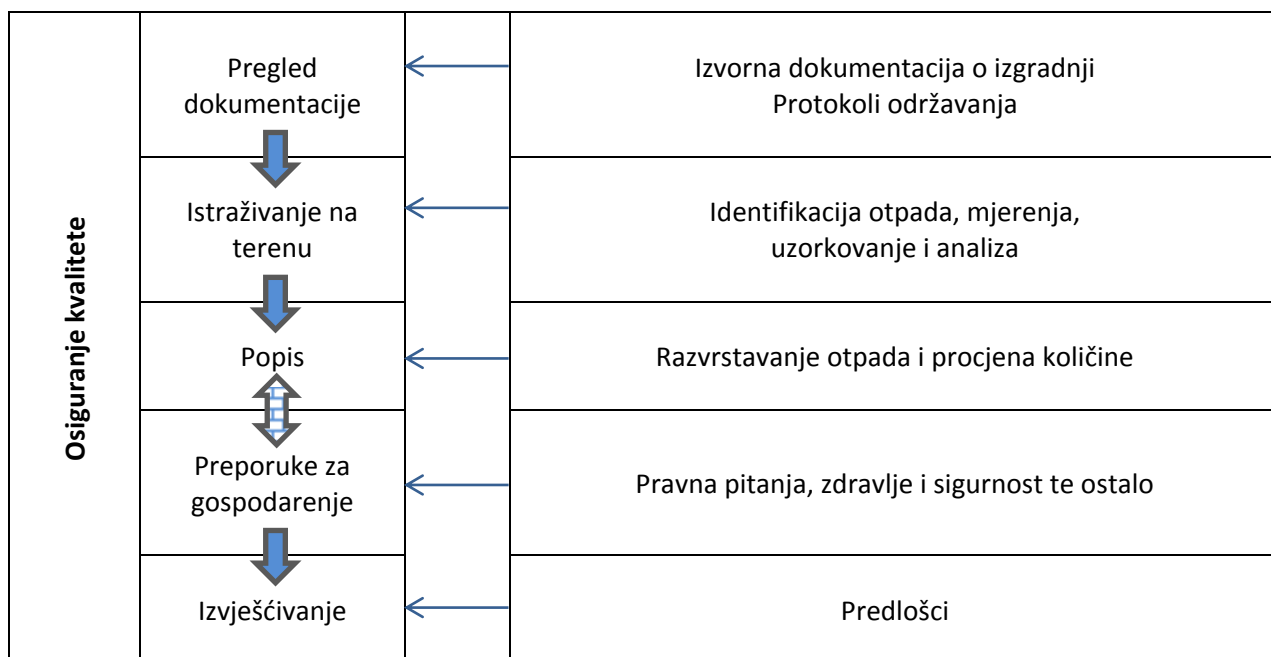 Osiguranje kvalitete
Pregled
dokumentacije
Izvorna dokumentacija o izgradnji
Protokoli održavanja
Istraživanje na
terenu
Identifikacija otpada, mjerenja,
uzorkovanje i analiza
Popis
Razvrstavanje otpada i procjena količine
Preporuke za
gospodarenje
Pravna pitanja, zdravlje i sigurnost te ostalo
Izvješćivanje
Predlošci